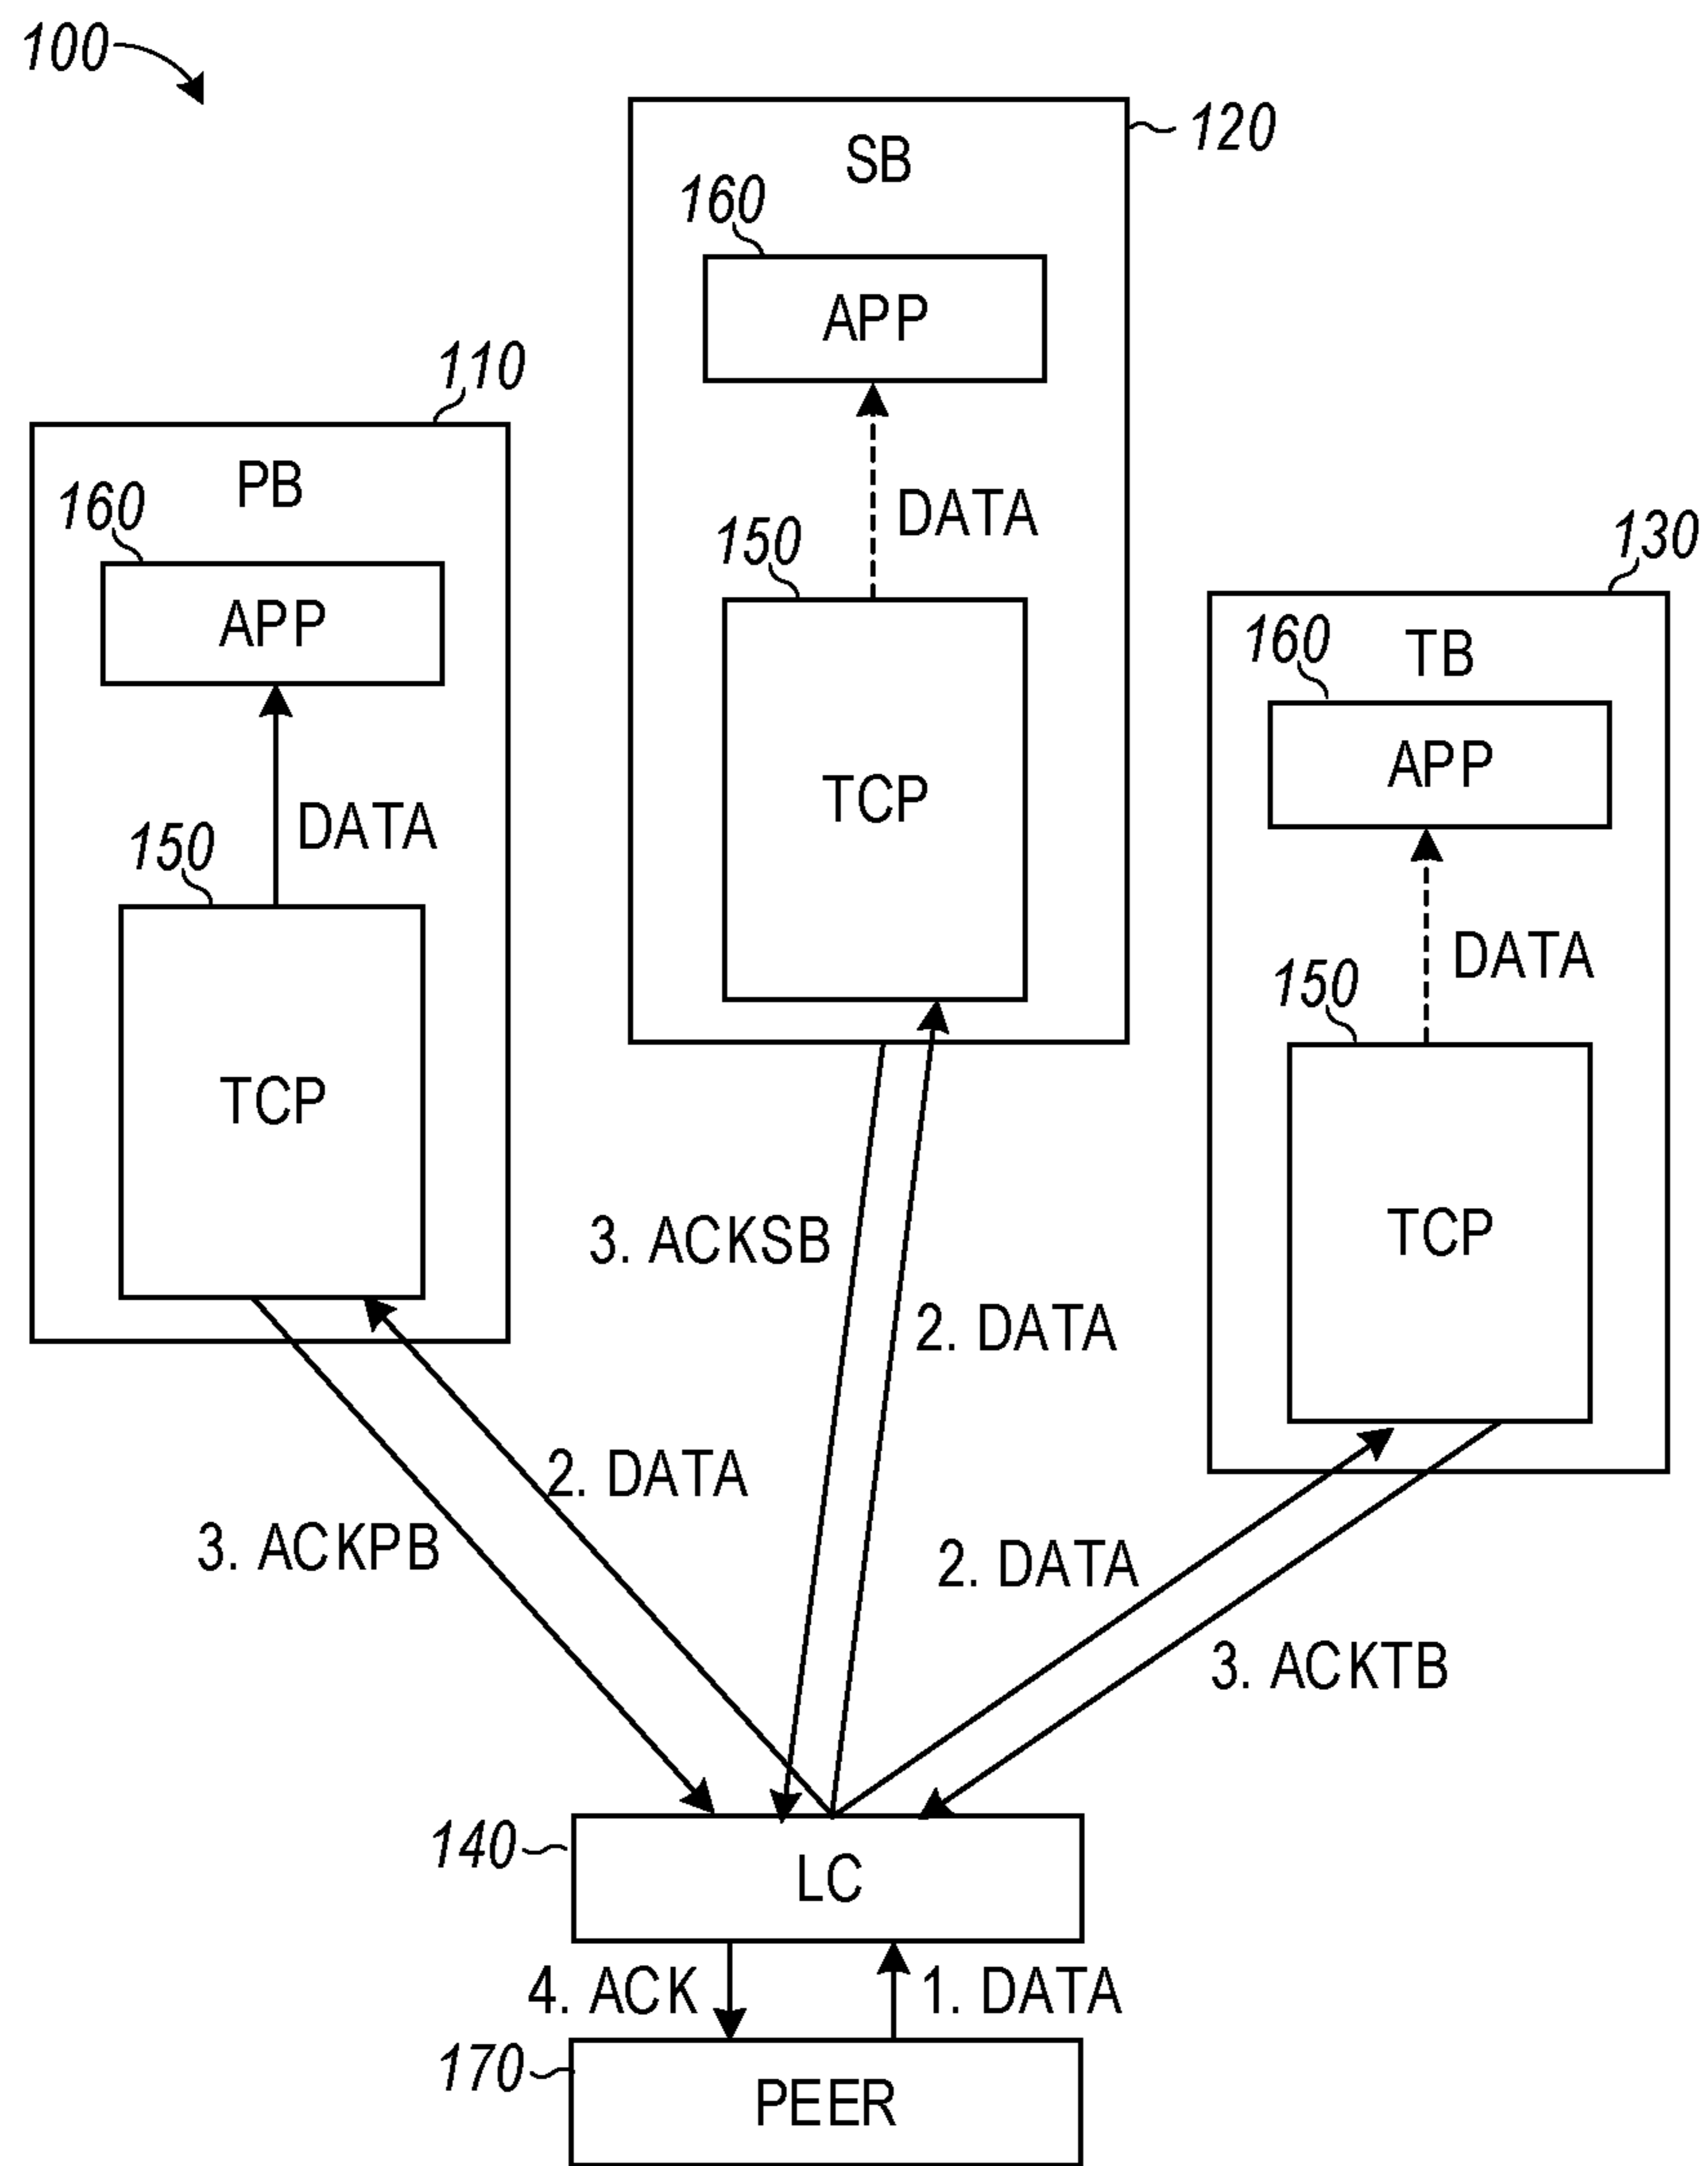 100
120
SB
160
APP
110
PB
160
DATA
150
130
APP
160
TB
TCP
APP
DATA
150
DATA
150
TCP
TCP
3. ACKSB
2. DATA
2. DATA
3. ACKPB
2. DATA
3. ACKTB
140
LC
4. ACK
1. DATA
170
PEER